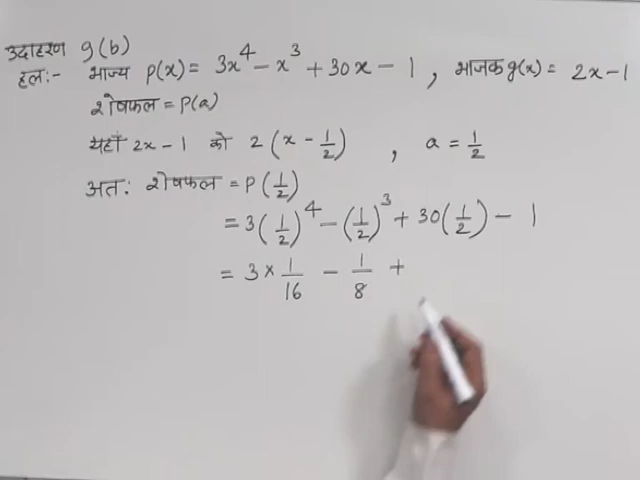 उदाहरण 9(b)
हल:- भाज्य p(x) = 3x⁴ - x³ + 30x - 1 , भाजक g(x) = 2x - 1
शेषफल = P(a)
यहाँ 2x - 1 को 2(x - 1/2) , a = 1/2
अत: शेषफल = P(1/2)
= 3(1/2)⁴ - (1/2)³ + 30(1/2) - 1
= 3 × 1/16 - 1/8 +